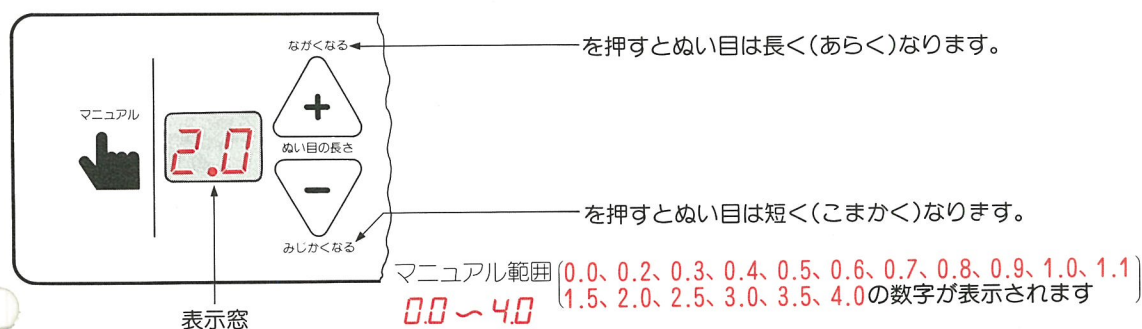 ながくなる
を押すとぬい目は長く(あらく)なります。
マニュアル
+
2.0
ぬい目の長さ
−
を押すとぬい目は短く(こまかく)なります。
みじかくなる
マニュアル範囲 0.0、0.2、0.3、0.4、0.5、0.6、0.7、0.8、0.9、1.0、1.1
0.0〜4.0 1.5、2.0、2.5、3.0、3.5、4.0の数字が表示されます
表示窓